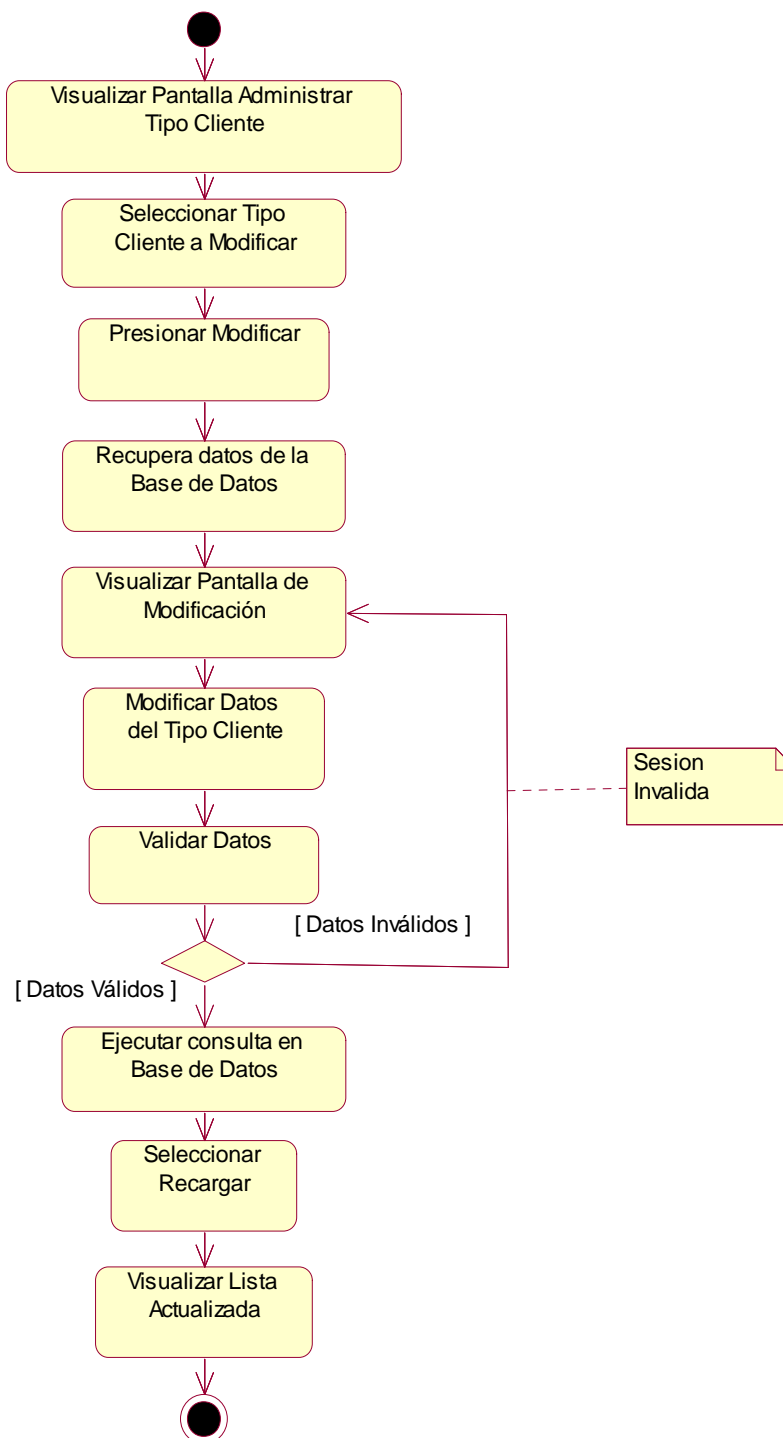 Visualizar Pantalla Administrar
Tipo Cliente
Seleccionar Tipo
Cliente a Modificar
Presionar Modificar
Recupera datos de la
Base de Datos
Visualizar Pantalla de
Modificación
Modificar Datos
del Tipo Cliente
Sesion
Invalida
Validar Datos
[ Datos Inválidos ]
[ Datos Válidos ]
Ejecutar consulta en
Base de Datos
Seleccionar
Recargar
Visualizar Lista
Actualizada